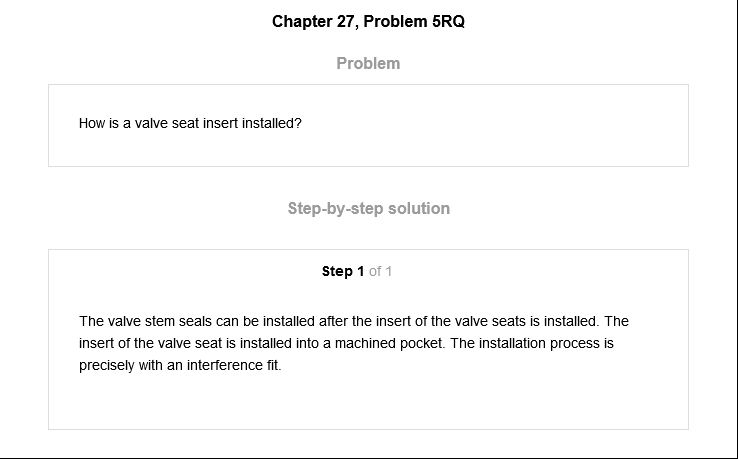 Chapter 27, Problem 5RQ
Problem
How is a valve seat insert installed?
Step-by-step solution
Step 1 of 1
The valve stem seals can be installed after the insert of the valve seats is installed. The
insert of the valve seat is installed into a machined pocket. The installation process is
precisely with an interference fit.